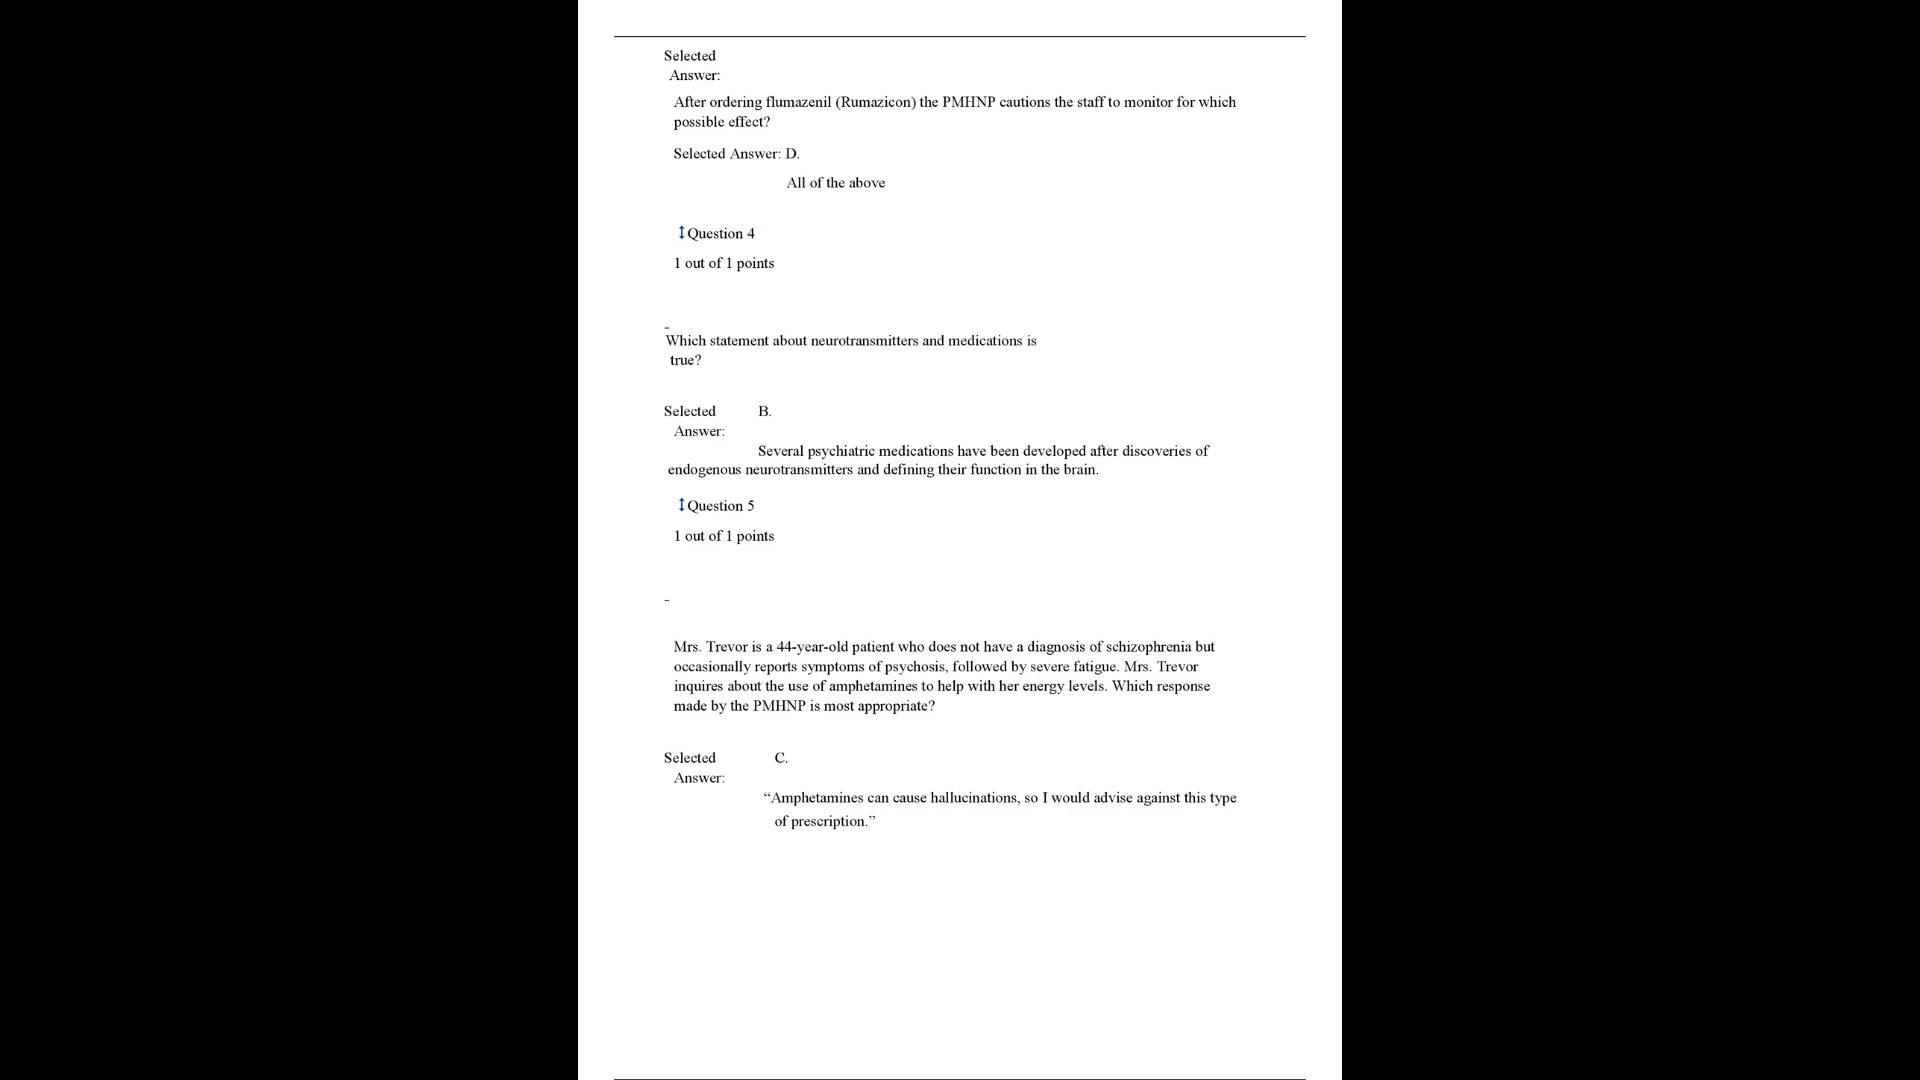 Selected
Answer:
After ordering flumazenil (Rumazicon) the PMHNP cautions the staff to monitor for which
possible effect?
Selected Answer: D.
All of the above
Question 4
1 out of 1 points
Which statement about neurotransmitters and medications is
true?
Selected B.
Answer:
Several psychiatric medications have been developed after discoveries of
endogenous neurotransmitters and defining their function in the brain.
Question 5
1 out of 1 points
Mrs. Trevor is a 44-year-old patient who does not have a diagnosis of schizophrenia but
occasionally reports symptoms of psychosis, followed by severe fatigue. Mrs. Trevor
inquires about the use of amphetamines to help with her energy levels. Which response
made by the PMHNP is most appropriate?
Selected C.
Answer:
“Amphetamines can cause hallucinations, so I would advise against this type
of prescription.”